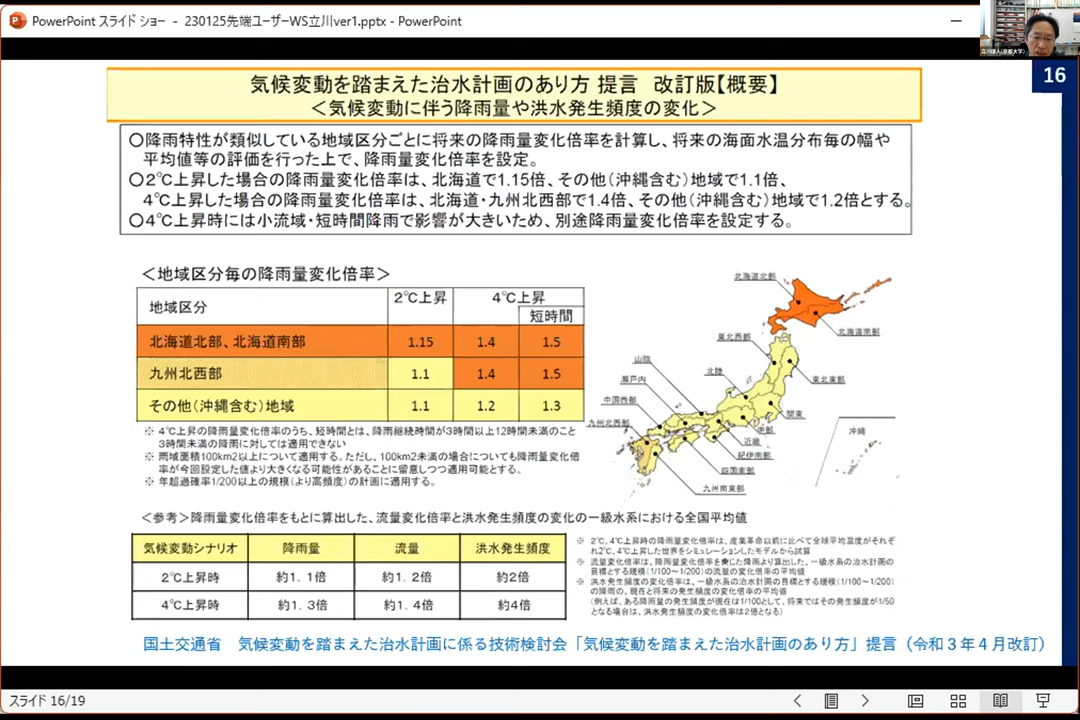 PowerPoint スライド ショー - 230125先端ユーザーWS立川ver1.pptx - PowerPoint
16
気候変動を踏まえた治水計画のあり方 提言 改訂版【概要】
＜気候変動に伴う降雨量や洪水発生頻度の変化＞
○降雨特性が類似している地域区分ごとに将来の降雨量変化倍率を計算し、将来の海面水温分布毎の幅や
平均値等の評価を行った上で、降雨量変化倍率を設定。
○2℃上昇した場合の降雨量変化倍率は、北海道で1.15倍、その他（沖縄含む）地域で1.1倍、
4℃上昇した場合の降雨量変化倍率は、北海道・九州北西部で1.4倍、その他（沖縄含む）地域で1.2倍とする。
○4℃上昇時には小流域・短時間降雨で影響が大きいため、別途降雨量変化倍率を設定する。
＜地域区分毎の降雨量変化倍率＞
地域区分 2℃上昇 4℃上昇
短時間
北海道北部、北海道南部 1.15 1.4 1.5
九州北西部 1.1 1.4 1.5
その他（沖縄含む）地域 1.1 1.2 1.3
※ 4℃上昇の降雨量変化倍率のうち、短時間とは、降雨継続時間が3時間以上12時間未満のこと
3時間未満の降雨に対しては適用できない
※ 雨域面積100km2以上について適用する。ただし、100km2未満の場合についても降雨量変化倍
率が今回設定した値より大きくなる可能性があることに留意しつつ適用可能とする。
※ 年超過確率1/200以上の規模（より高頻度）の計画に適用する。
北海道北部
北海道南部
東北西部
東北東部
山陰
北陸
瀬戸内
中国西部
関東
九州北西部
中部
近畿
紀伊南部
四国南部
九州南東部
沖縄
＜参考＞降雨量変化倍率をもとに算出した、流量変化倍率と洪水発生頻度の変化の一級水系における全国平均値
気候変動シナリオ 降雨量 流量 洪水発生頻度
2℃上昇時 約1．1倍 約1．2倍 約2倍
4℃上昇時 約1．3倍 約1．4倍 約4倍
※ 2℃、4℃上昇時の降雨量変化倍率は、産業革命以前に比べて全球平均温度がそれぞ
れ2℃、4℃上昇した世界をシミュレーションしたモデルから試算
※ 流量変化倍率は、降雨量変化倍率を乗じた降雨より算出した、一級水系の治水計画の
目標とする規模（1/100～1/200）の流量の変化倍率の平均値
※ 洪水発生頻度の変化倍率は、一級水系の治水計画の目標とする規模（1/100～1/200）
の降雨の、現在と将来の発生頻度の変化倍率の平均値
（例えば、ある降雨量の発生頻度が現在は1/100として、将来ではその発生頻度が1/50
となる場合は、洪水発生頻度の変化倍率は2倍となる）
国土交通省 気候変動を踏まえた治水計画に係る技術検討会「気候変動を踏まえた治水計画のあり方」提言（令和３年４月改訂）
スライド 16/19